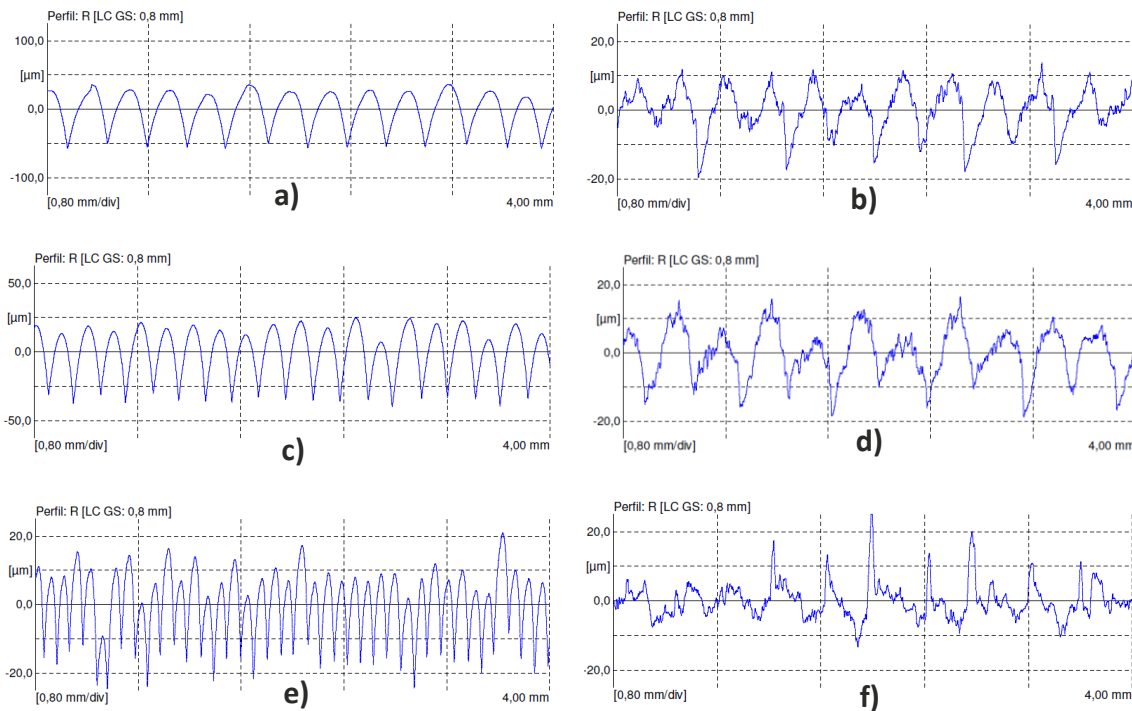 Perfil: R [LC GS: 0,8 mm]
100,0
[µm]
0,0
-100,0
[0,80 mm/div]
4,00 mm
a)
Perfil: R [LC GS: 0,8 mm]
20,0
[µm]
0,0
-20,0
[0,80 mm/div]
4,00 mm
b)
Perfil: R [LC GS: 0,8 mm]
50,0
[µm]
0,0
-50,0
[0,80 mm/div]
4,00 mm
c)
Perfil: R [LC GS: 0,8 mm]
20,0
[µm]
0,0
-20,0
[0,80 mm/div]
4,00 mm
d)
Perfil: R [LC GS: 0,8 mm]
20,0
[µm]
0,0
-20,0
[0,80 mm/div]
4,00 mm
e)
Perfil: R [LC GS: 0,8 mm]
20,0
[µm]
0,0
-20,0
[0,80 mm/div]
4,00 mm
f)